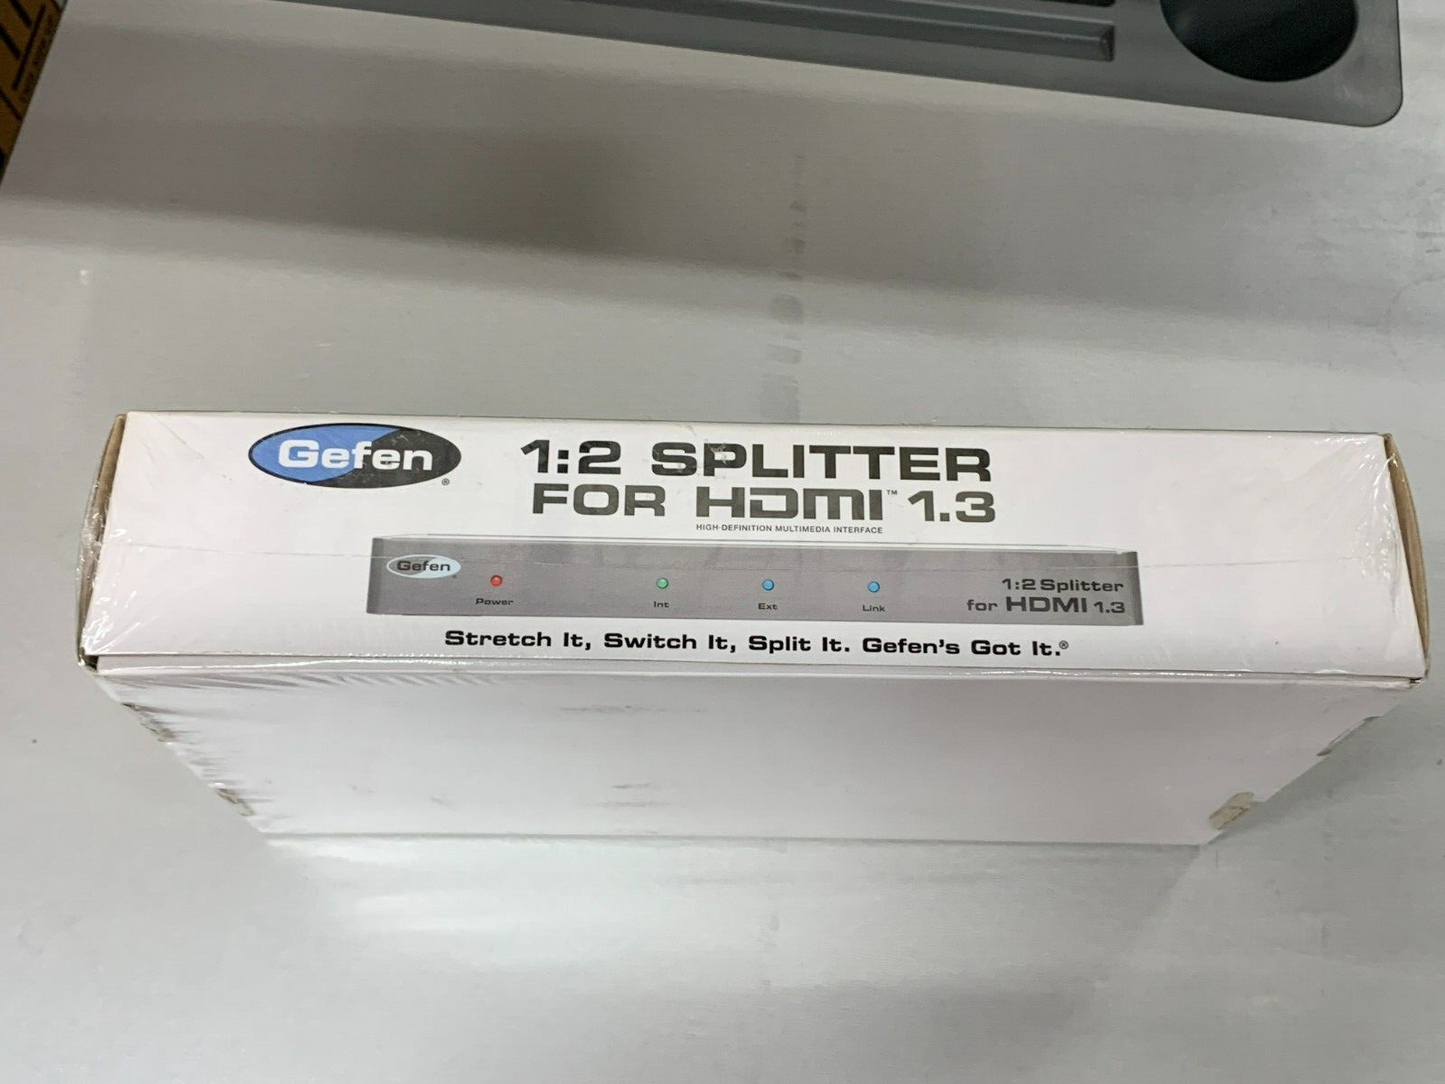 Gefen®
1:2 SPLITTER
FOR HDMI™ 1.3
HIGH-DEFINITION MULTIMEDIA INTERFACE
Gefen
Power
Int
Ext
Link
1:2 Splitter
for HDMI 1.3
Stretch It, Switch It, Split It. Gefen's Got It.®